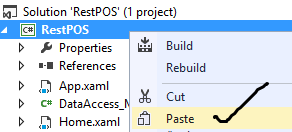 Solution 'RestPOS' (1 project)
RestPOS
Properties
References
App.xaml
DataAccess_M
Home.xaml
Build
Rebuild
Cut
Paste